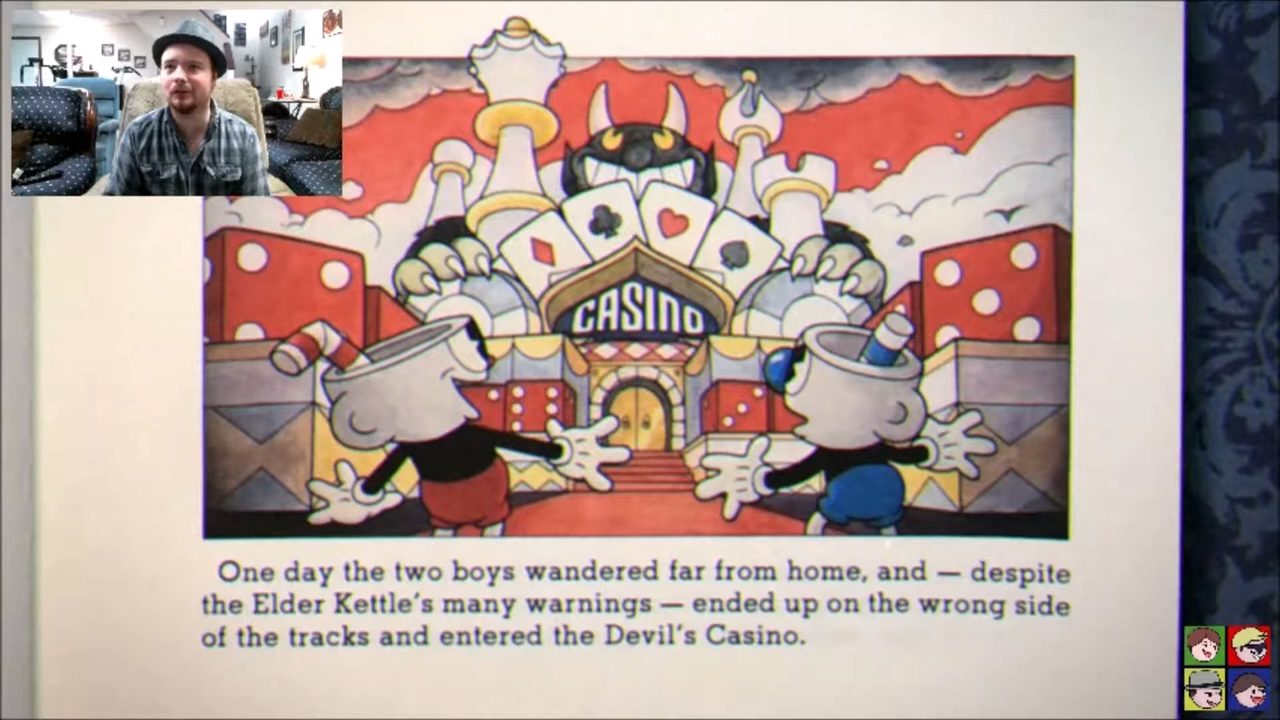 CASINO
One day the two boys wandered far from home, and — despite
the Elder Kettle's many warnings — ended up on the wrong side
of the tracks and entered the Devil's Casino.